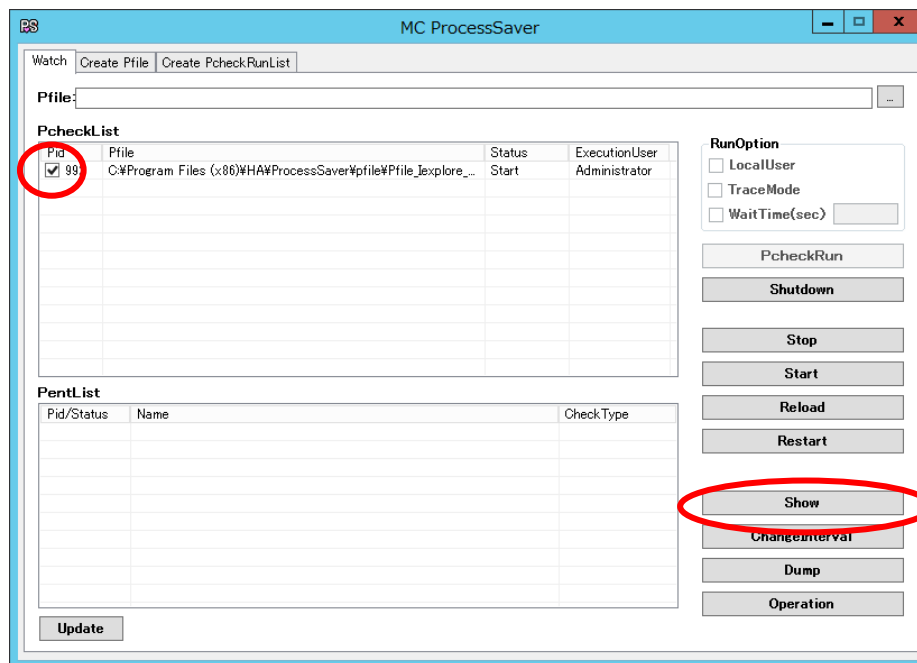 PS MC ProcessSaver
Watch Create Pfile Create PcheckRunList
Pfile: ...
PcheckList
Pid Pfile Status ExecutionUser
C:¥Program Files (x86)¥HA¥ProcessSaver¥pfile¥Pfile_Iexplore_... Start Administrator
RunOption
LocalUser
TraceMode
WaitTime(sec)
PcheckRun
Shutdown
Stop
Start
Reload
Restart
PentList
Pid/Status Name CheckType
Show
ChangeInterval
Dump
Operation
Update